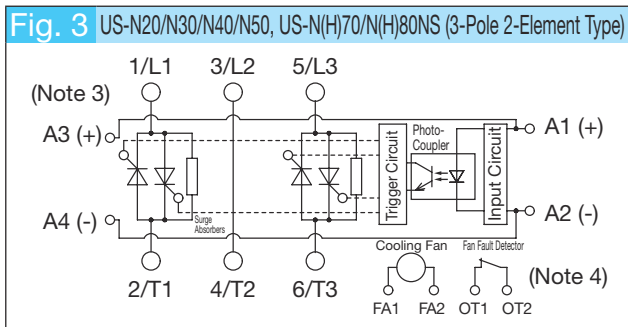 Fig. 3 US-N20/N30/N40/N50, US-N(H)70/N(H)80NS (3-Pole 2-Element Type)
1/L1 3/L2 5/L3
(Note 3)
A3 (+)
A4 (-)
Surge
Absorbers
Trigger Circuit
Photo-
Coupler
Input Circuit
A1 (+)
A2 (-)
2/T1 4/T2 6/T3
Cooling Fan
FA1 FA2
Fan Fault Detector
OT1 OT2
(Note 4)